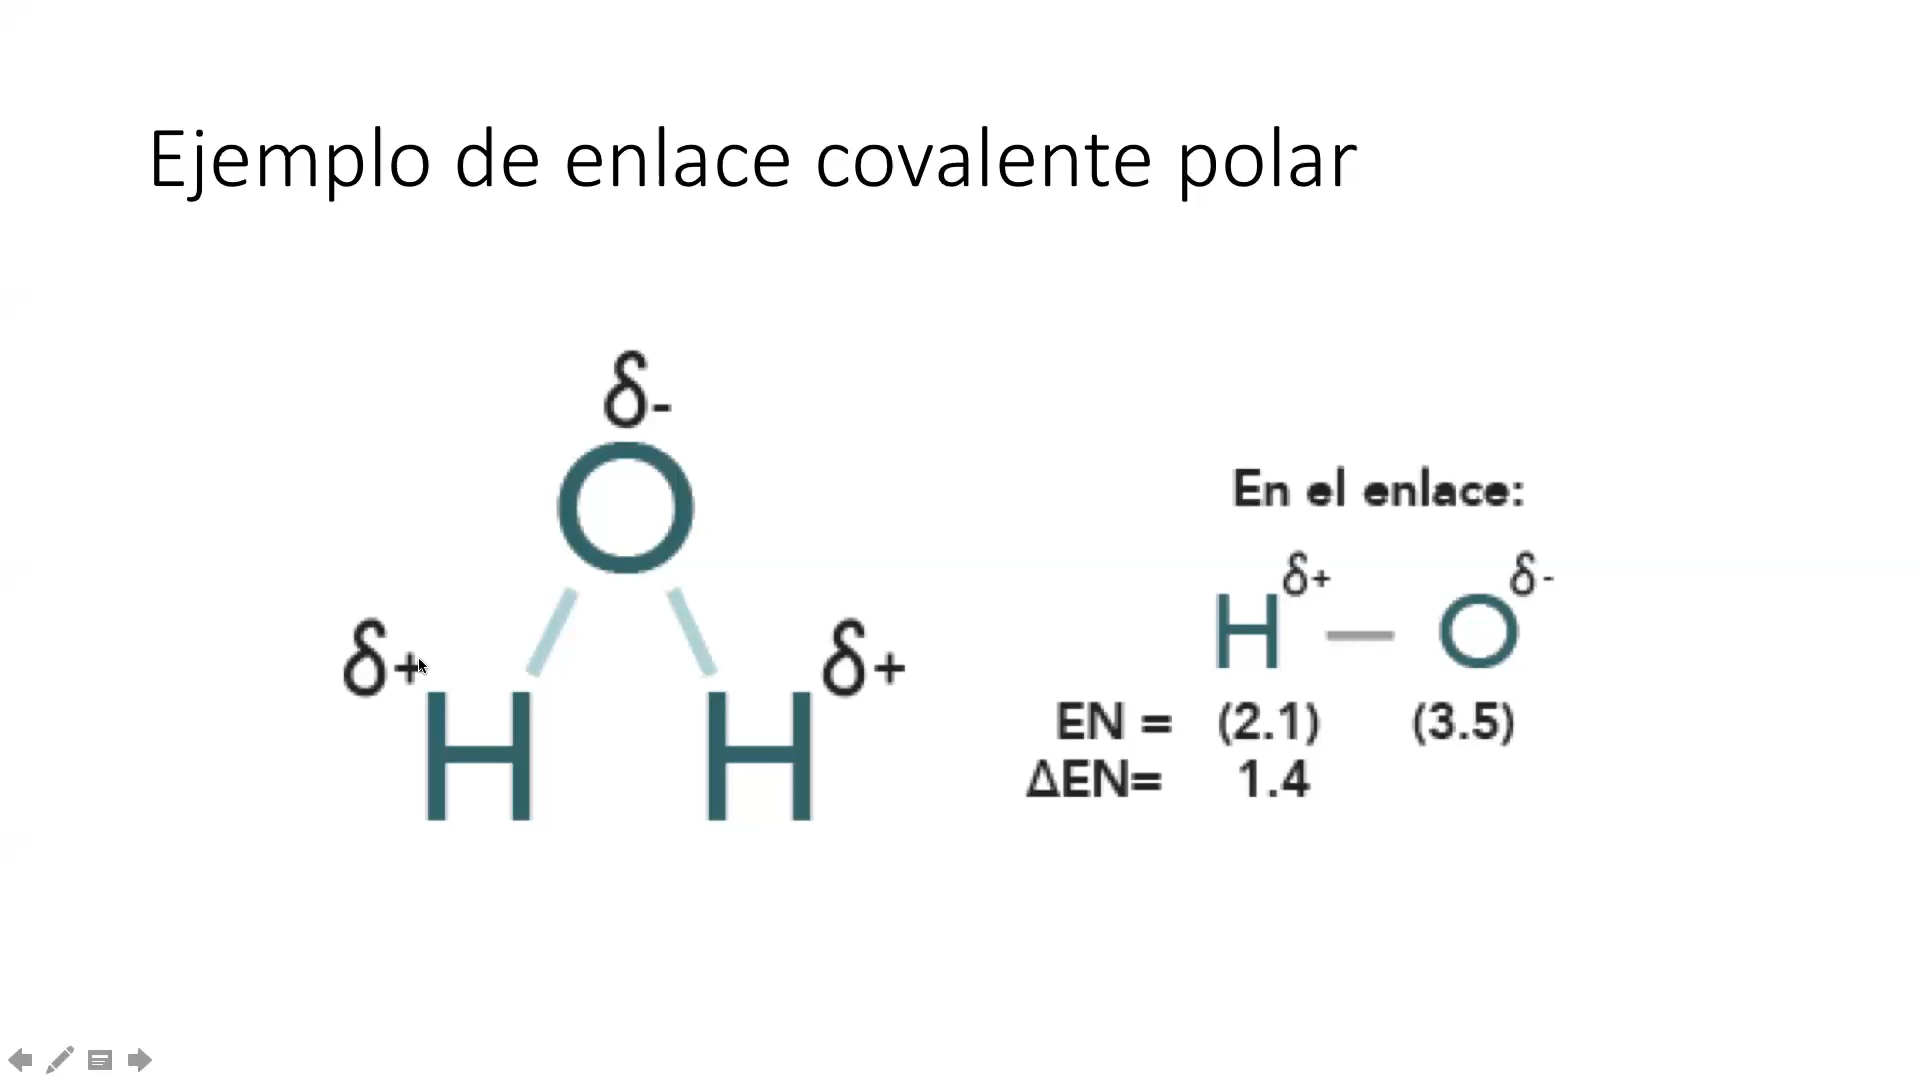 Ejemplo de enlace covalente polar
δ-
O
δ+ δ+
H H
En el enlace:
δ+ δ-
H — O
EN = (2.1) (3.5)
ΔEN= 1.4